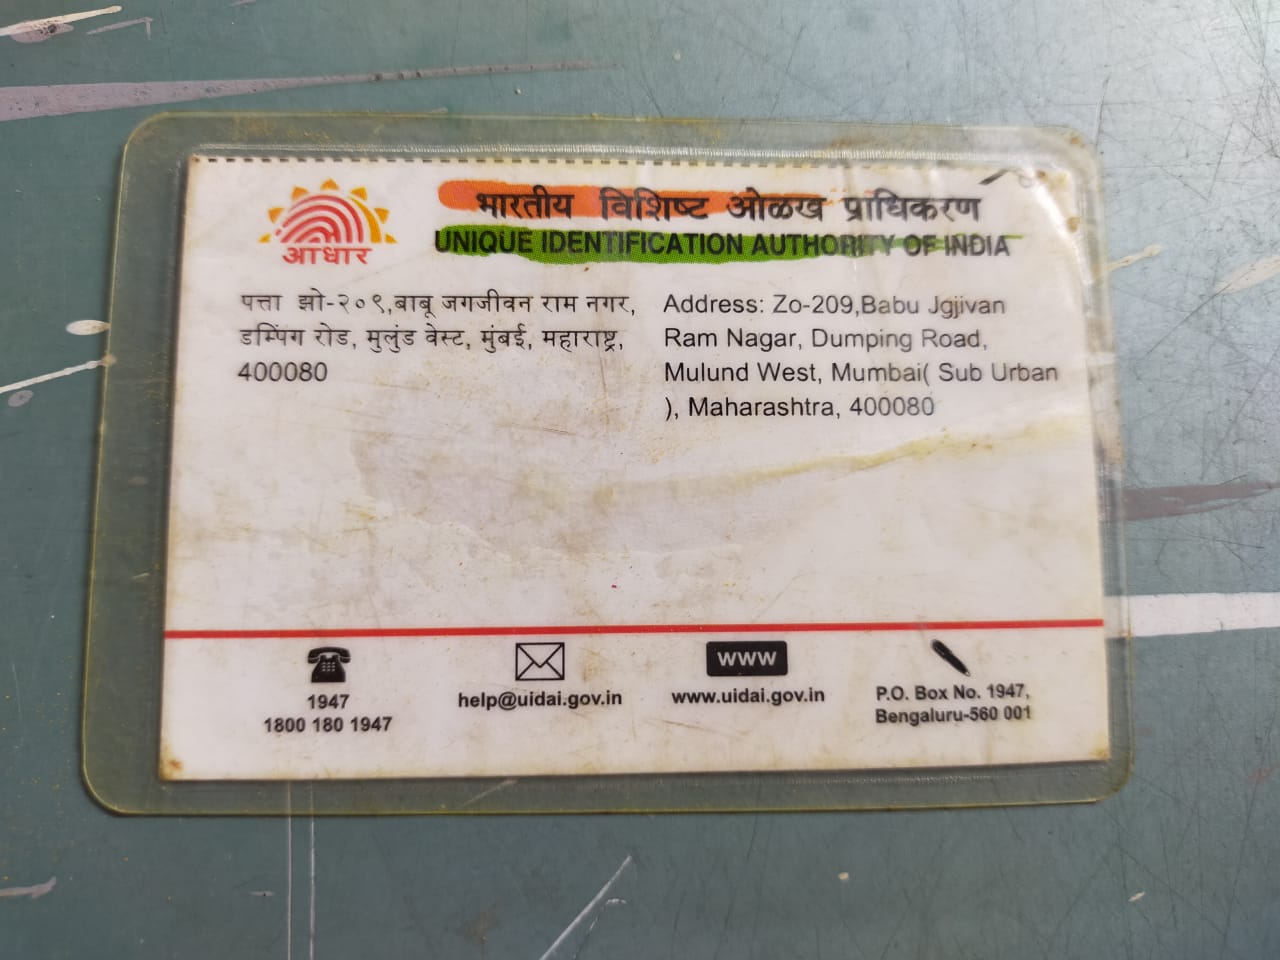 आधार
भारतीय विशिष्ट ओळख प्राधिकरण
UNIQUE IDENTIFICATION AUTHORITY OF INDIA
पत्ता झो-२०९,बाबू जगजीवन राम नगर,
डम्पिंग रोड, मुलुंड वेस्ट, मुंबई, महाराष्ट्र,
400080
Address: Zo-209,Babu Jgjivan
Ram Nagar, Dumping Road,
Mulund West, Mumbai( Sub Urban
), Maharashtra, 400080
1947
1800 180 1947
help@uidai.gov.in
www
www.uidai.gov.in
P.O. Box No. 1947,
Bengaluru-560 001